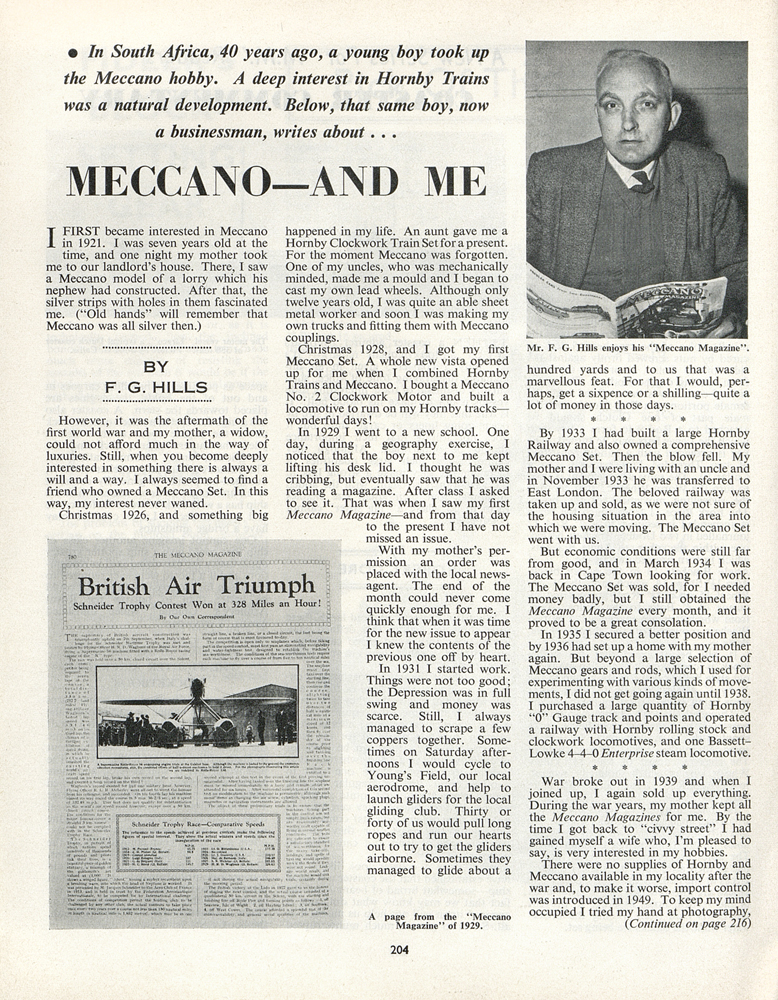 ● In South Africa, 40 years ago, a young boy took up
the Meccano hobby. A deep interest in Hornby Trains
was a natural development. Below, that same boy, now
a businessman, writes about . . .
MECCANO—AND ME
I FIRST became interested in Meccano
in 1921. I was seven years old at the
time, and one night my mother took
me to our landlord's house. There, I saw
a Meccano model of a lorry which his
nephew had constructed. After that, the
silver strips with holes in them fascinated
me. ("Old hands" will remember that
Meccano was all silver then.)
BY
F. G. HILLS
However, it was the aftermath of the
first world war and my mother, a widow,
could not afford much in the way of
luxuries. Still, when you become deeply
interested in something there is always a
will and a way. I always seemed to find a
friend who owned a Meccano Set. In this
way, my interest never waned.
Christmas 1926, and something big
happened in my life. An aunt gave me a
Hornby Clockwork Train Set for a present.
For the moment Meccano was forgotten.
One of my uncles, who was mechanically
minded, made me a mould and I began to
cast my own lead wheels. Although only
twelve years old, I was quite an able sheet
metal worker and soon I was making my
own trucks and fitting them with Meccano
couplings.
Christmas 1928, and I got my first
Meccano Set. A whole new vista opened
up for me when I combined Hornby
Trains and Meccano. I bought a Meccano
No. 2 Clockwork Motor and built a
locomotive to run on my Hornby tracks—
wonderful days!
In 1929 I went to a new school. One
day, during a geography exercise, I
noticed that the boy next to me kept
lifting his desk lid. I thought he was
cribbing, but eventually saw that he was
reading a magazine. After class I asked
to see it. That was when I saw my first
Meccano Magazine—and from that day
to the present I have not
missed an issue.
With my mother's per-
mission an order was
placed with the local news-
agent. The end of the
month could never come
quickly enough for me. I
think that when it was time
for the new issue to appear
I knew the contents of the
previous one off by heart.
In 1931 I started work.
Things were not too good;
the Depression was in full
swing and money was
scarce. Still, I always
managed to scrape a few
coppers together. Some-
times on Saturday after-
noons I would cycle to
Young's Field, our local
aerodrome, and help to
launch gliders for the local
gliding club. Thirty or
forty of us would pull long
ropes and run our hearts
out to try to get the gliders
airborne. Sometimes they
managed to glide about a
780
THE MECCANO MAGAZINE
British Air Triumph
Schneider Trophy Contest Won at 328 Miles an Hour!
By Our Own Correspondent
Schneider Trophy Race—Comparative Speeds
A page from the "Meccano
Magazine" of 1929.
MECCANO
MAGAZINE
Mr. F. G. Hills enjoys his "Meccano Magazine".
hundred yards and to us that was a
marvellous feat. For that I would, per-
haps, get a sixpence or a shilling—quite a
lot of money in those days.
* * * *
By 1933 I had built a large Hornby
Railway and also owned a comprehensive
Meccano Set. Then the blow fell. My
mother and I were living with an uncle and
in November 1933 he was transferred to
East London. The beloved railway was
taken up and sold, as we were not sure of
the housing situation in the area into
which we were moving. The Meccano Set
went with us.
But economic conditions were still far
from good, and in March 1934 I was
back in Cape Town looking for work.
The Meccano Set was sold, for I needed
money badly, but I still obtained the
Meccano Magazine every month, and it
proved to be a great consolation.
In 1935 I secured a better position and
by 1936 had set up a home with my mother
again. But beyond a large selection of
Meccano gears and rods, which I used for
experimenting with various kinds of move-
ments, I did not get going again until 1938.
I purchased a large quantity of Hornby
"0" Gauge track and points and operated
a railway with Hornby rolling stock and
clockwork locomotives, and one Bassett–
Lowke 4–4–0 Enterprise steam locomotive.
* * * *
War broke out in 1939 and when I
joined up, I again sold up everything.
During the war years, my mother kept all
the Meccano Magazines for me. By the
time I got back to "civvy street" I had
gained myself a wife who, I'm pleased to
say, is very interested in my hobbies.
There were no supplies of Hornby and
Meccano available in my locality after the
war and, to make it worse, import control
was introduced in 1949. To keep my mind
occupied I tried my hand at photography,
(Continued on page 216)
204